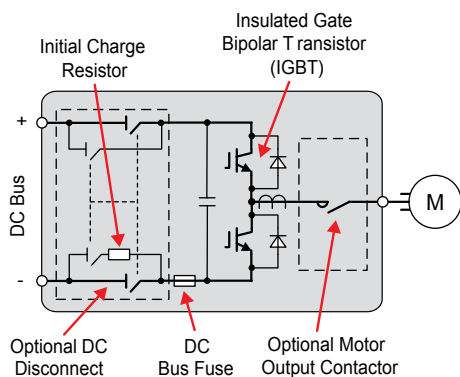 Insulated Gate
Bipolar T ransistor
(IGBT)
Initial Charge
Resistor
+
DC Bus
M
-
Optional DC
Disconnect
DC
Bus Fuse
Optional Motor
Output Contactor